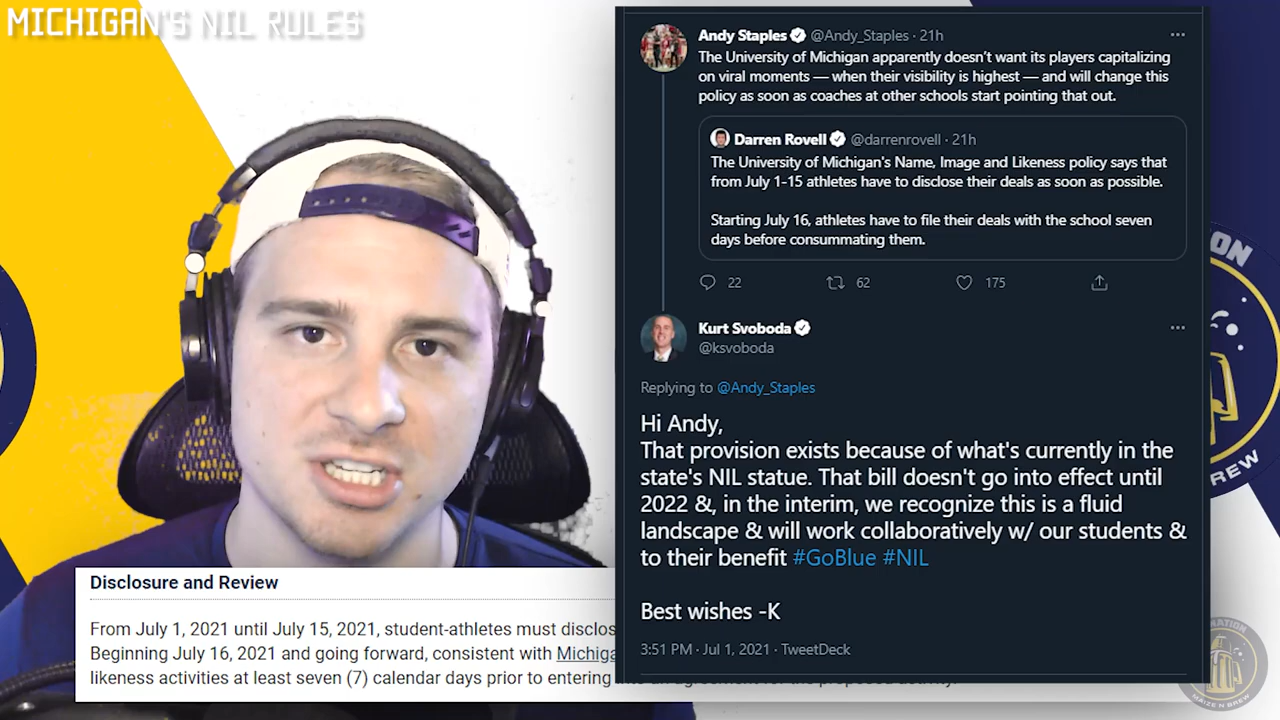 MICHIGAN'S NIL RULES
Andy Staples @Andy_Staples · 21h
The University of Michigan apparently doesn't want its players capitalizing
on viral moments — when their visibility is highest — and will change this
policy as soon as coaches at other schools start pointing that out.
Darren Rovell @darrenrovell · 21h
The University of Michigan's Name, Image and Likeness policy says that
from July 1-15 athletes have to disclose their deals as soon as possible.
Starting July 16, athletes have to file their deals with the school seven
days before consummating them.
22 62 175
Kurt Svoboda
@ksvoboda
Replying to @Andy_Staples
Hi Andy,
That provision exists because of what's currently in the
state's NIL statue. That bill doesn't go into effect until
2022 &, in the interim, we recognize this is a fluid
landscape & will work collaboratively w/ our students &
to their benefit #GoBlue #NIL
Best wishes -K
3:51 PM · Jul 1, 2021 · TweetDeck
Disclosure and Review
From July 1, 2021 until July 15, 2021, student-athletes must disclos
Beginning July 16, 2021 and going forward, consistent with Michiga
likeness activities at least seven (7) calendar days prior to entering
ON
REW
MATION
MAIZE N BREW